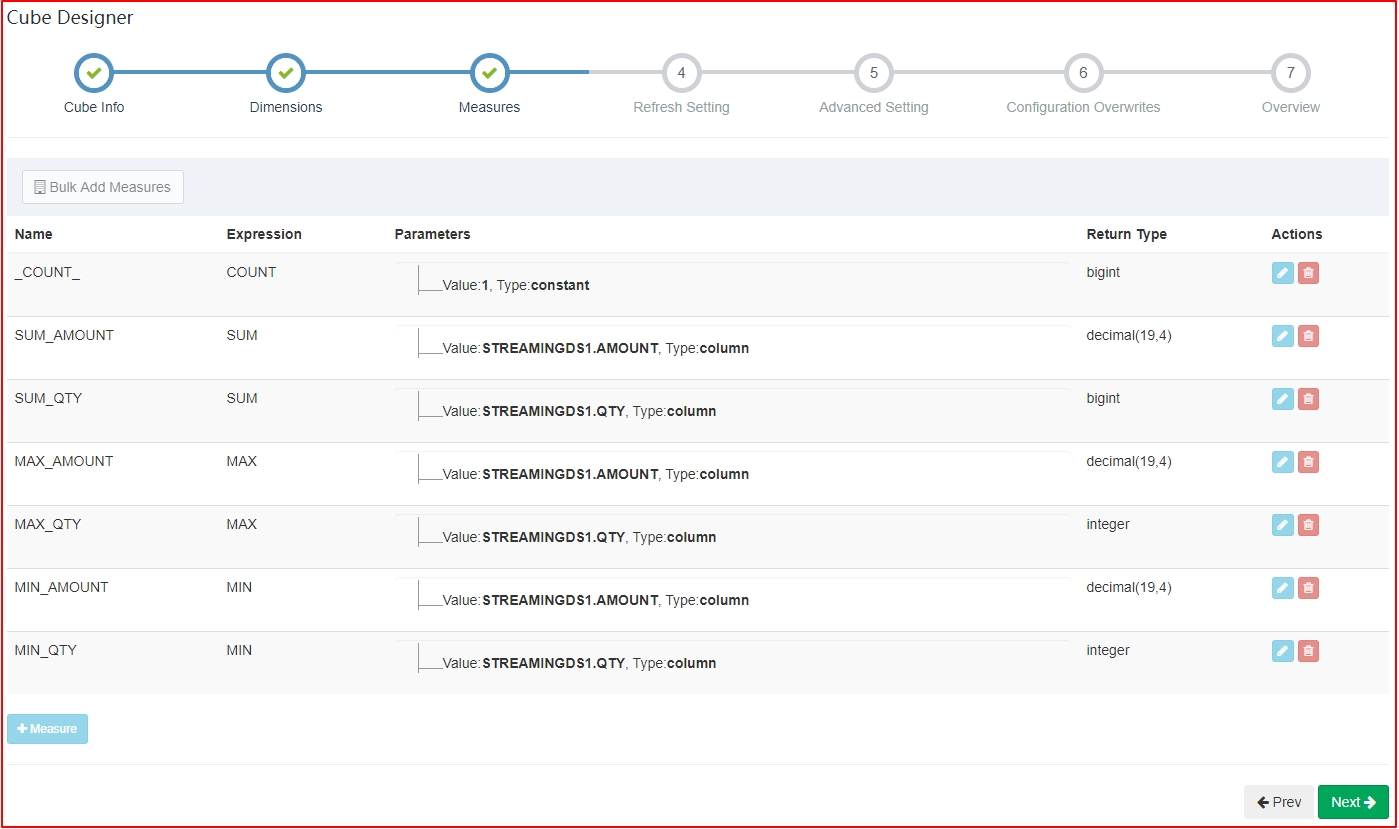 Cube Designer
4 5 6 7
Cube Info Dimensions Measures Refresh Setting Advanced Setting Configuration Overwrites Overview
Bulk Add Measures
Name Expression Parameters Return Type Actions
_COUNT_ COUNT Value:1, Type:constant bigint
SUM_AMOUNT SUM Value:STREAMINGDS1.AMOUNT, Type:column decimal(19,4)
SUM_QTY SUM Value:STREAMINGDS1.QTY, Type:column bigint
MAX_AMOUNT MAX Value:STREAMINGDS1.AMOUNT, Type:column decimal(19,4)
MAX_QTY MAX Value:STREAMINGDS1.QTY, Type:column integer
MIN_AMOUNT MIN Value:STREAMINGDS1.AMOUNT, Type:column decimal(19,4)
MIN_QTY MIN Value:STREAMINGDS1.QTY, Type:column integer
+ Measure
Prev Next